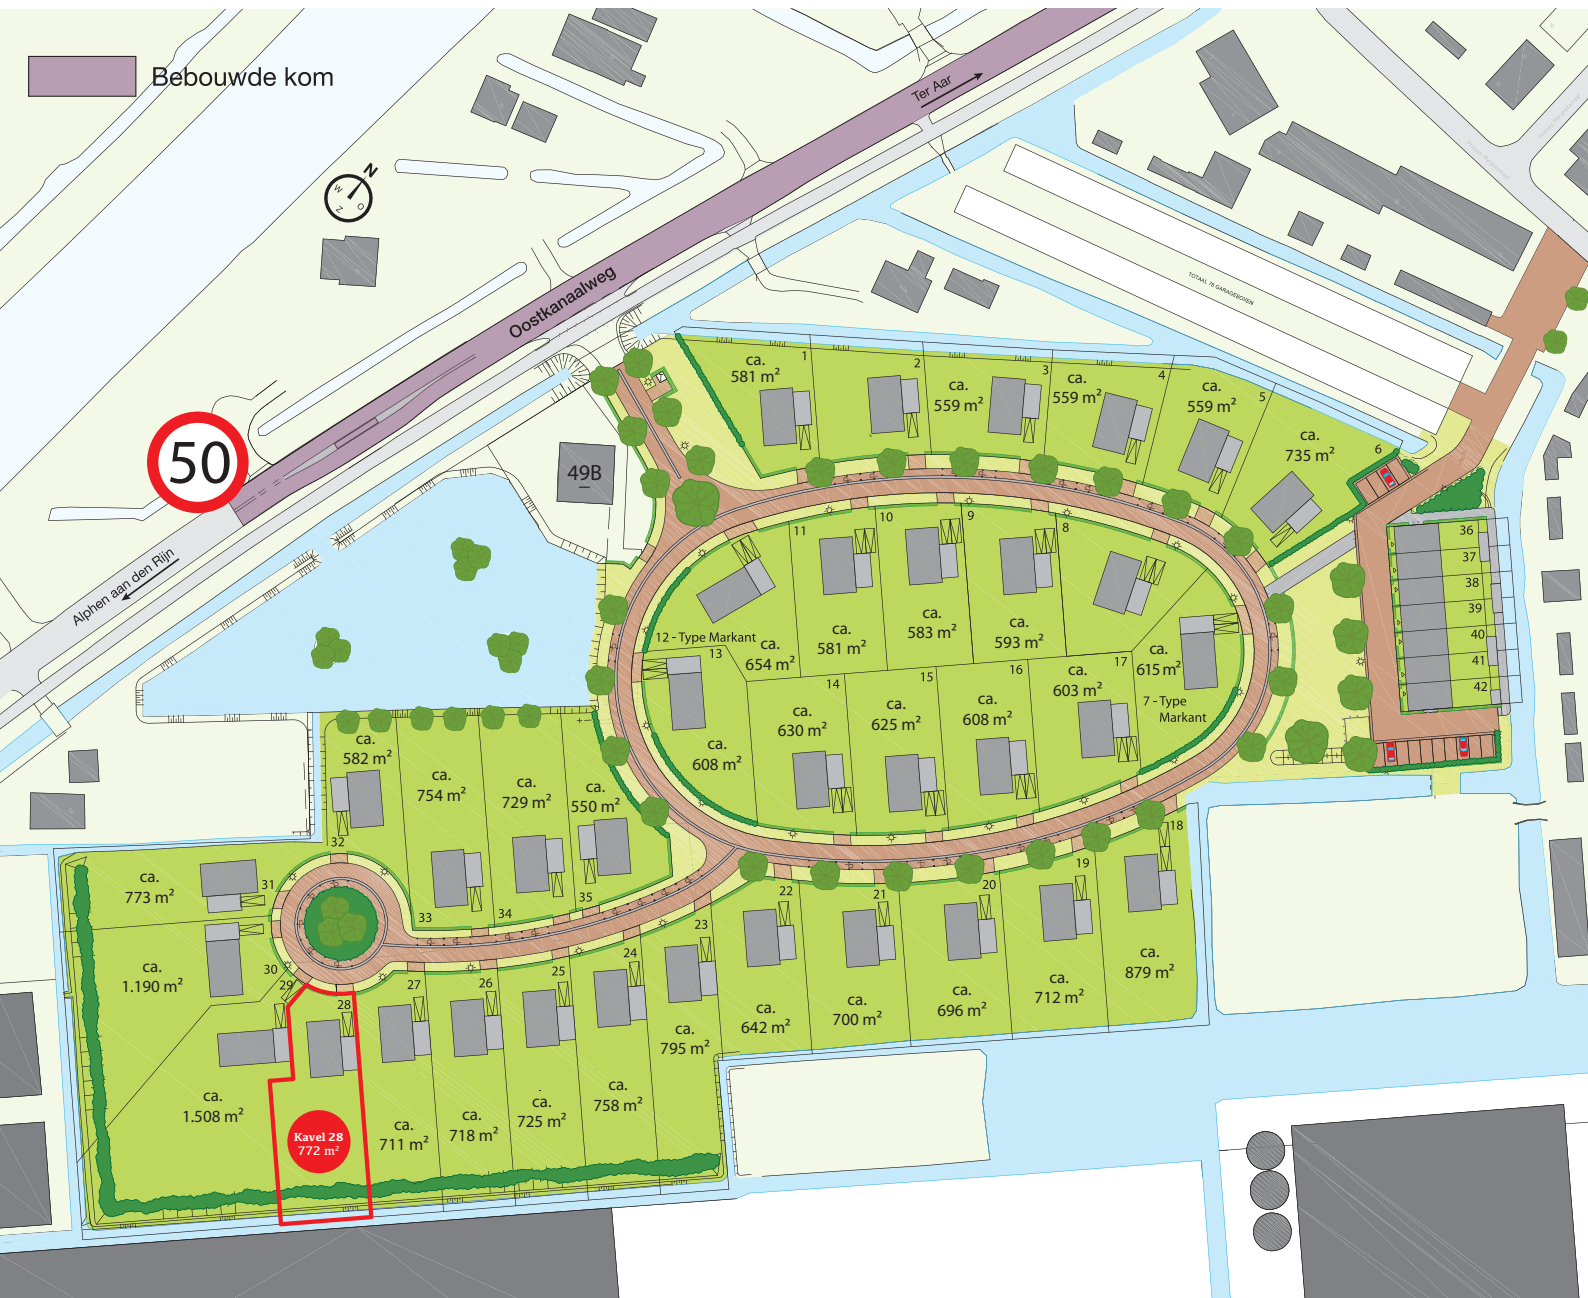 Bebouwde kom
Ter Aar
N
W
O
Z
Oostkanaalweg
TOTAAL 78 GARAGEBOXEN
50
Alphen aan den Rijn
49B
ca.
581 m²
1
2
ca.
559 m²
3
ca.
559 m²
4
ca.
559 m²
5
ca.
735 m²
6
36
37
38
39
40
41
42
11
10
9
8
12 - Type Markant
ca.
654 m²
ca.
581 m²
ca.
583 m²
ca.
593 m²
ca.
615 m²
7 - Type
Markant
13
ca.
608 m²
14
ca.
630 m²
15
ca.
625 m²
16
ca.
608 m²
17
ca.
603 m²
ca.
582 m²
32
ca.
754 m²
33
ca.
729 m²
34
ca.
550 m²
35
ca.
773 m²
31
ca.
1.190 m²
30
29
ca.
1.508 m²
28
Kavel 28
772 m²
27
ca.
711 m²
26
ca.
718 m²
25
ca.
725 m²
24
ca.
758 m²
23
ca.
795 m²
22
ca.
642 m²
21
ca.
700 m²
20
ca.
696 m²
19
ca.
712 m²
18
ca.
879 m²